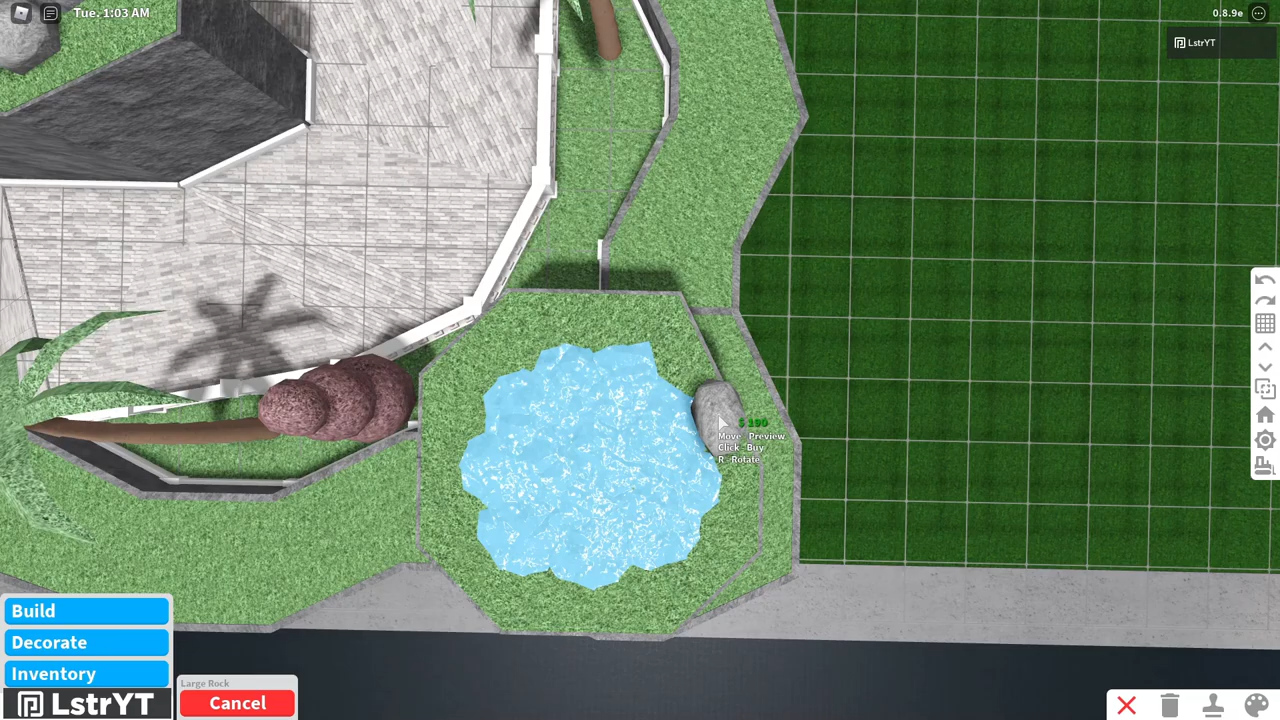 Tue. 1:03 AM
0.8.9e
LstrYT
$ 190
Move - Preview
Click - Buy
R - Rotate
Build
Decorate
Inventory
LstrYT
Large Rock
Cancel